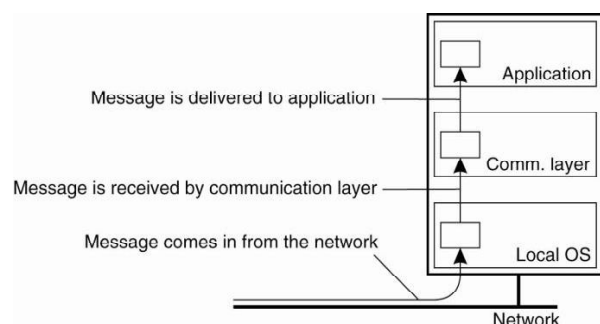 Application
Message is delivered to application
Comm. layer
Message is received by communication layer
Message comes in from the network
Local OS
Network